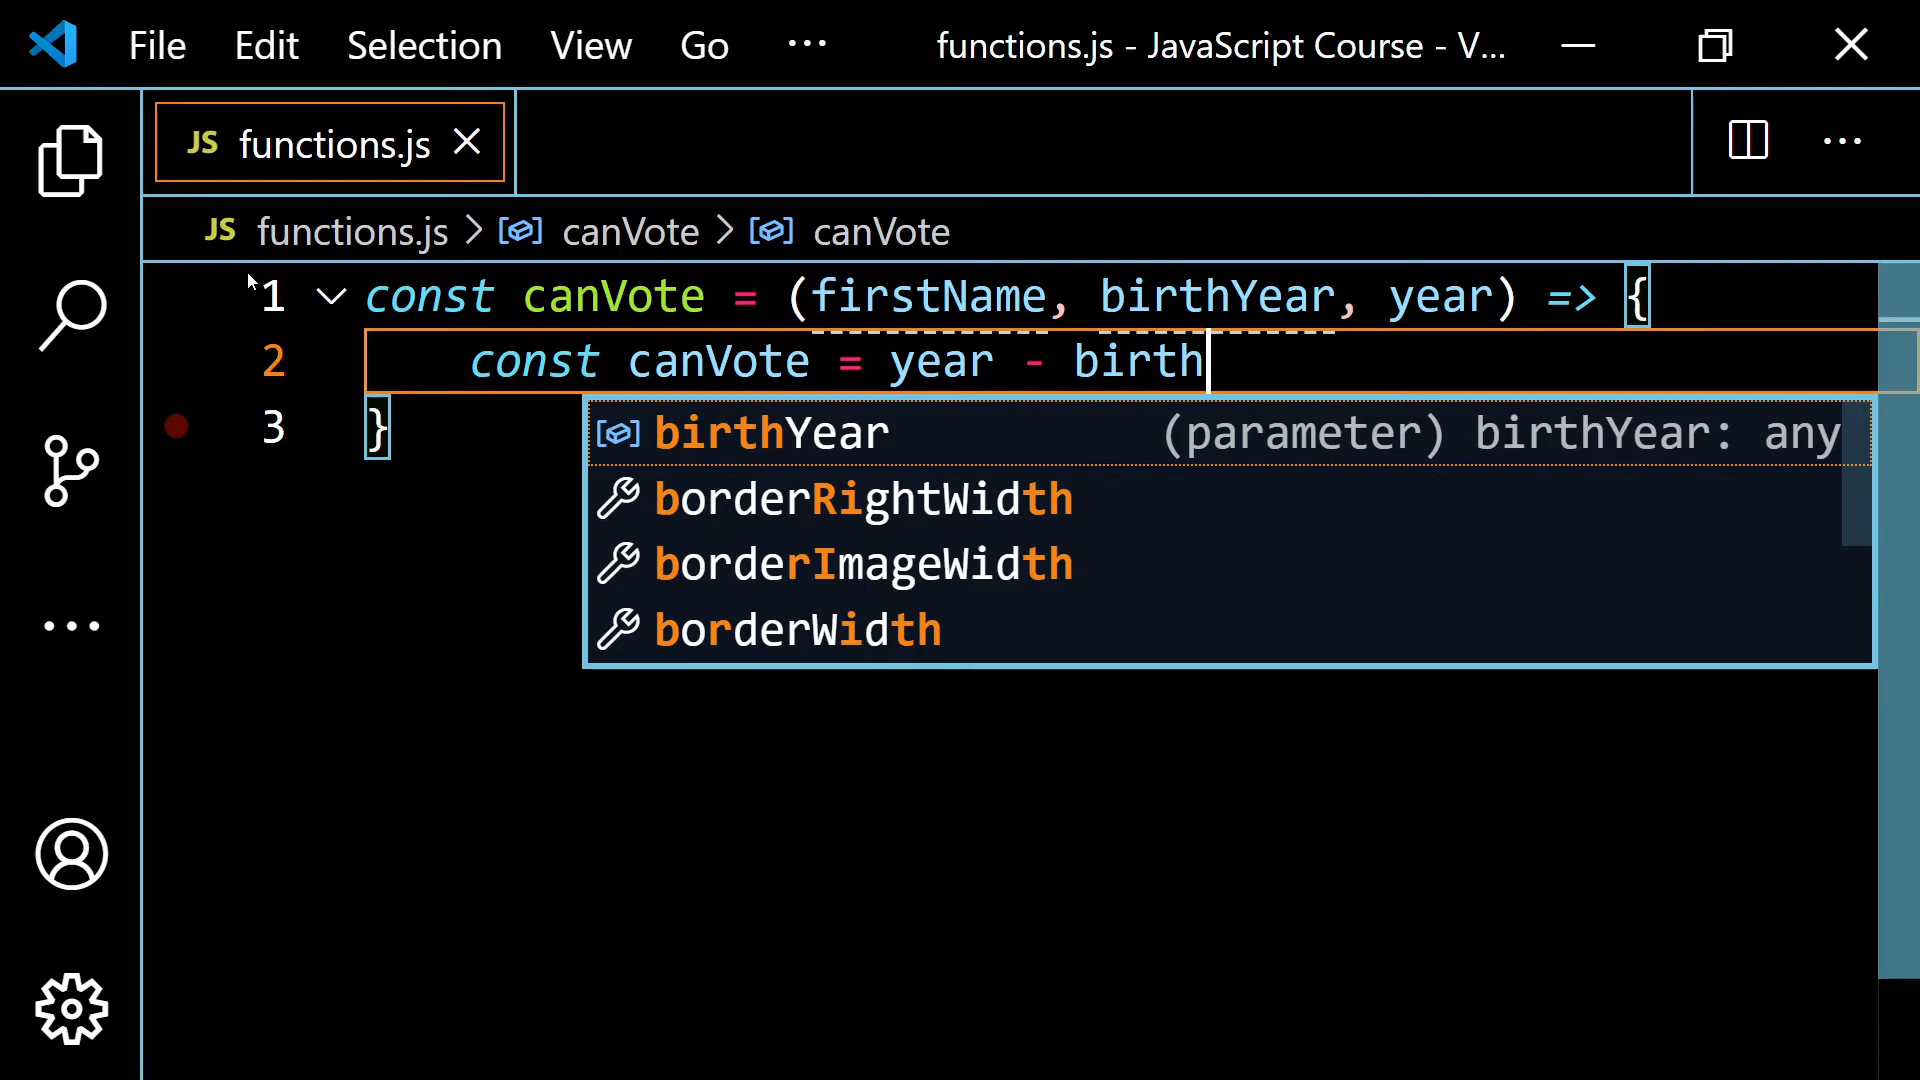 File Edit Selection View Go ··· functions.js - JavaScript Course - V...
JS functions.js
JS functions.js > canVote > canVote
1 const canVote = (firstName, birthYear, year) => {
2 const canVote = year - birth
3 }
birthYear (parameter) birthYear: any
borderRightWidth
borderImageWidth
borderWidth